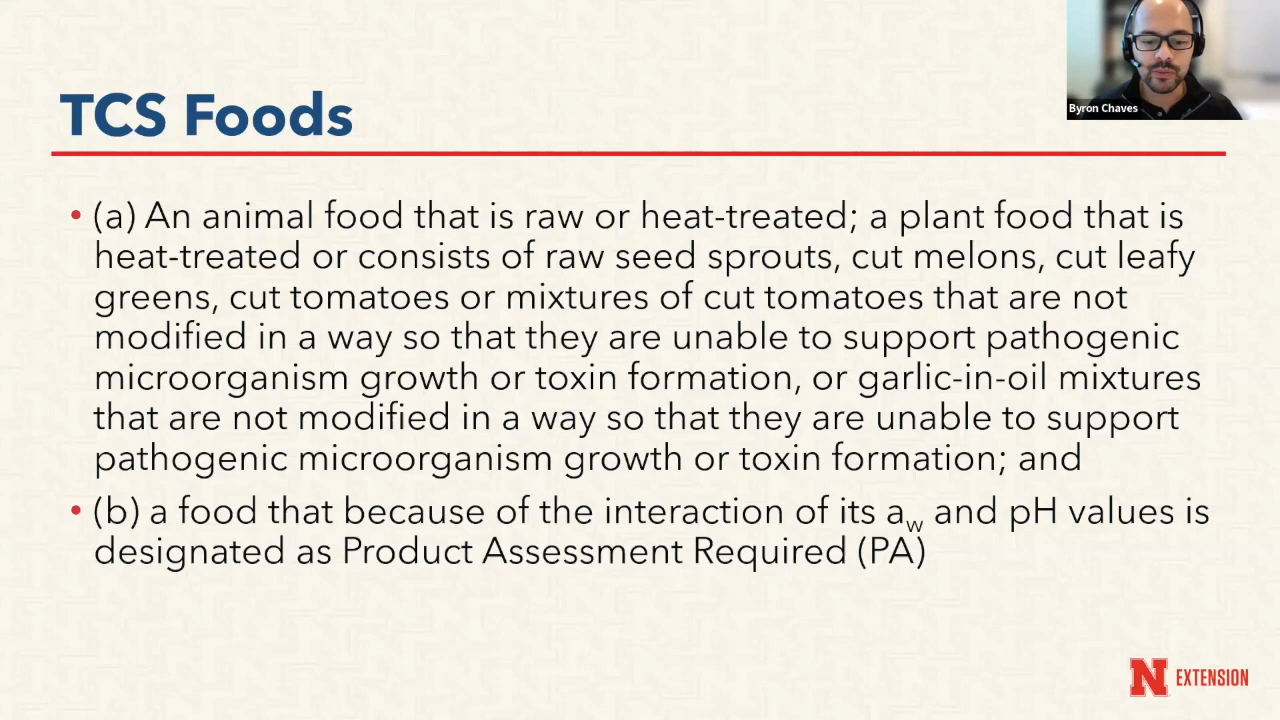 Byron Chaves
TCS Foods
• (a) An animal food that is raw or heat-treated; a plant food that is
heat-treated or consists of raw seed sprouts, cut melons, cut leafy
greens, cut tomatoes or mixtures of cut tomatoes that are not
modified in a way so that they are unable to support pathogenic
microorganism growth or toxin formation, or garlic-in-oil mixtures
that are not modified in a way so that they are unable to support
pathogenic microorganism growth or toxin formation; and
• (b) a food that because of the interaction of its aw and pH values is
designated as Product Assessment Required (PA)
N EXTENSION